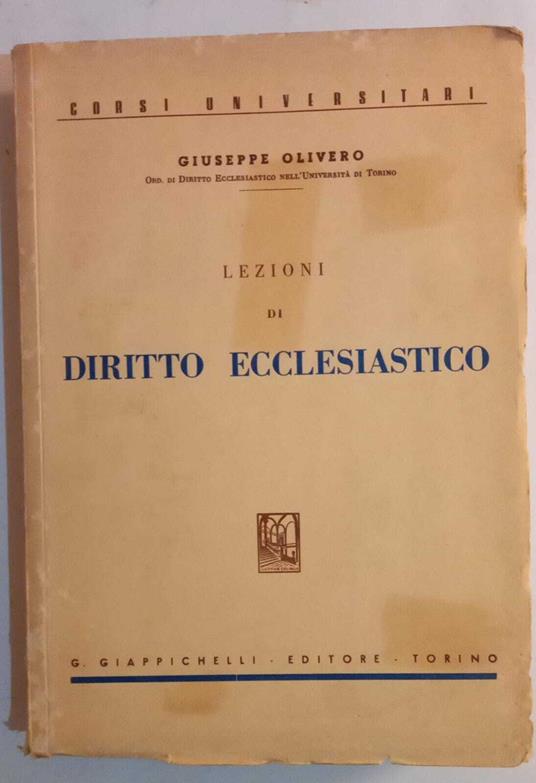 CORSI UNIVERSITARI
GIUSEPPE OLIVERO
ORD. DI DIRITTO ECCLESIASTICO NELL'UNIVERSITÀ DI TORINO
LEZIONI
DI
DIRITTO ECCLESIASTICO
G. GIAPPICHELLI - EDITORE - TORINO